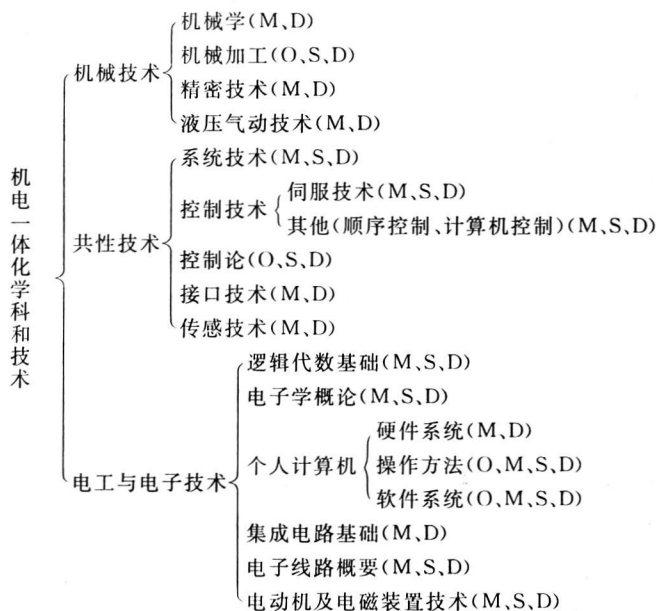 机电一体化学科和技术
机械技术
机械学(M、D)
机械加工(O、S、D)
精密技术(M、D)
液压气动技术(M、D)
共性技术
系统技术(M、S、D)
控制技术
伺服技术(M、S、D)
其他(顺序控制、计算机控制)(M、S、D)
控制论(O、S、D)
接口技术(M、D)
传感技术(M、D)
电工与电子技术
逻辑代数基础(M、S、D)
电子学概论(M、S、D)
个人计算机
硬件系统(M、D)
操作方法(O、M、S、D)
软件系统(O、M、S、D)
集成电路基础(M、D)
电子线路概要(M、S、D)
电动机及电磁装置技术(M、S、D)